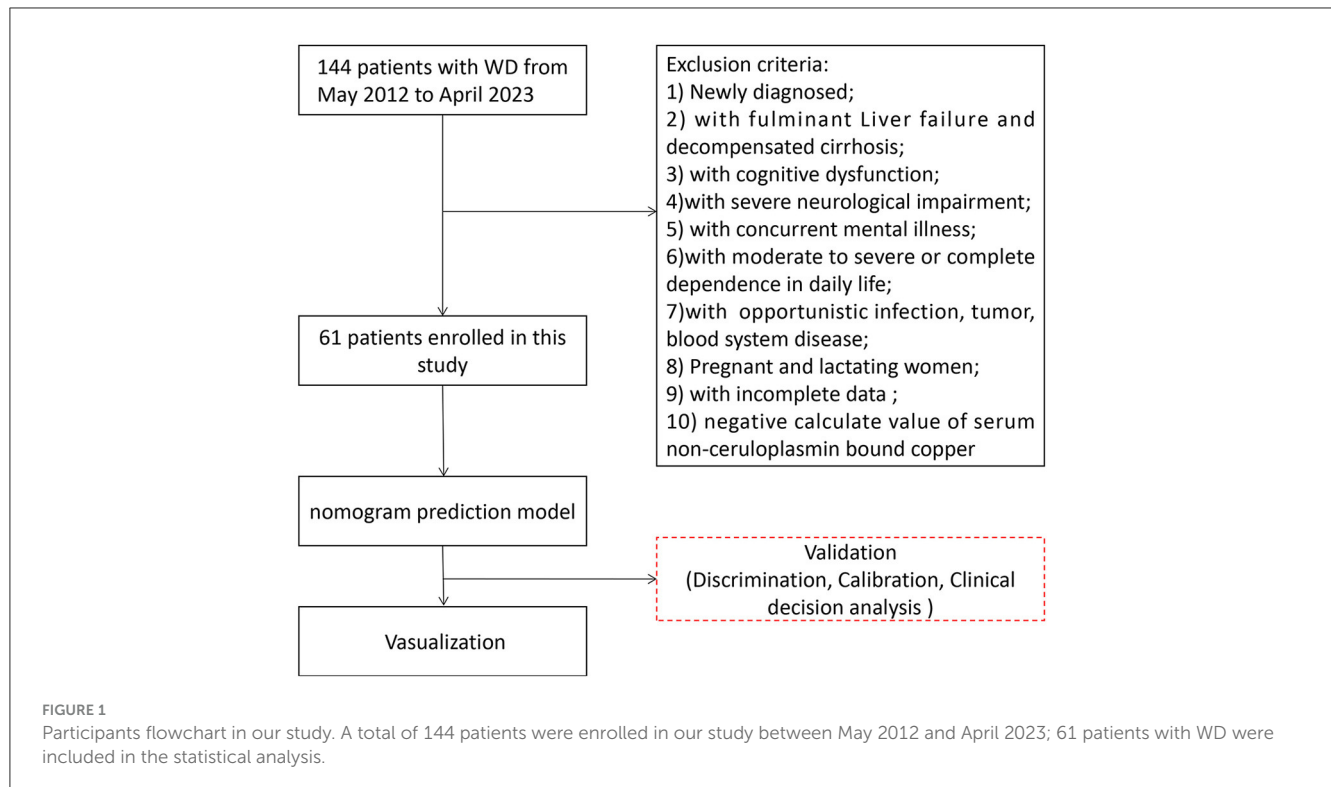 144 patients with WD from
May 2012 to April 2023
Exclusion criteria:
1) Newly diagnosed;
2) with fulminant Liver failure and
decompensated cirrhosis;
3) with cognitive dysfunction;
4)with severe neurological impairment;
5) with concurrent mental illness;
6)with moderate to severe or complete
dependence in daily life;
7)with opportunistic infection, tumor,
blood system disease;
8) Pregnant and lactating women;
9) with incomplete data ;
10) negative calculate value of serum
non-ceruloplasmin bound copper
61 patients enrolled in this
study
nomogram prediction model
Validation
(Discrimination, Calibration, Clinical
decision analysis )
Vasualization
FIGURE 1
Participants flowchart in our study. A total of 144 patients were enrolled in our study between May 2012 and April 2023; 61 patients with WD were
included in the statistical analysis.